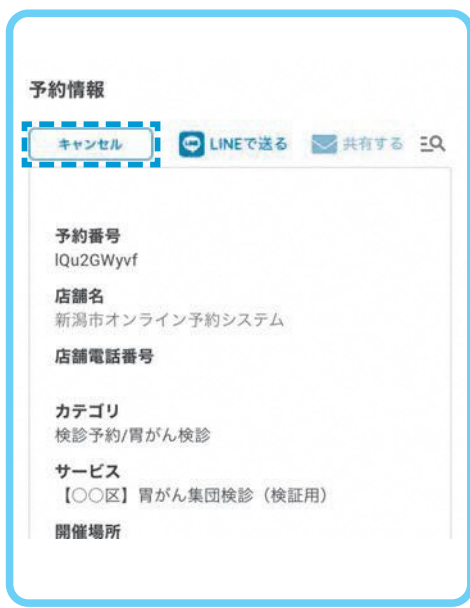 予約情報
キャンセル LINEで送る 共有する
予約番号
lQu2GWyvf
店舗名
新潟市オンライン予約システム
店舗電話番号
カテゴリ
検診予約/胃がん検診
サービス
【○○区】胃がん集団検診（検証用）
開催場所